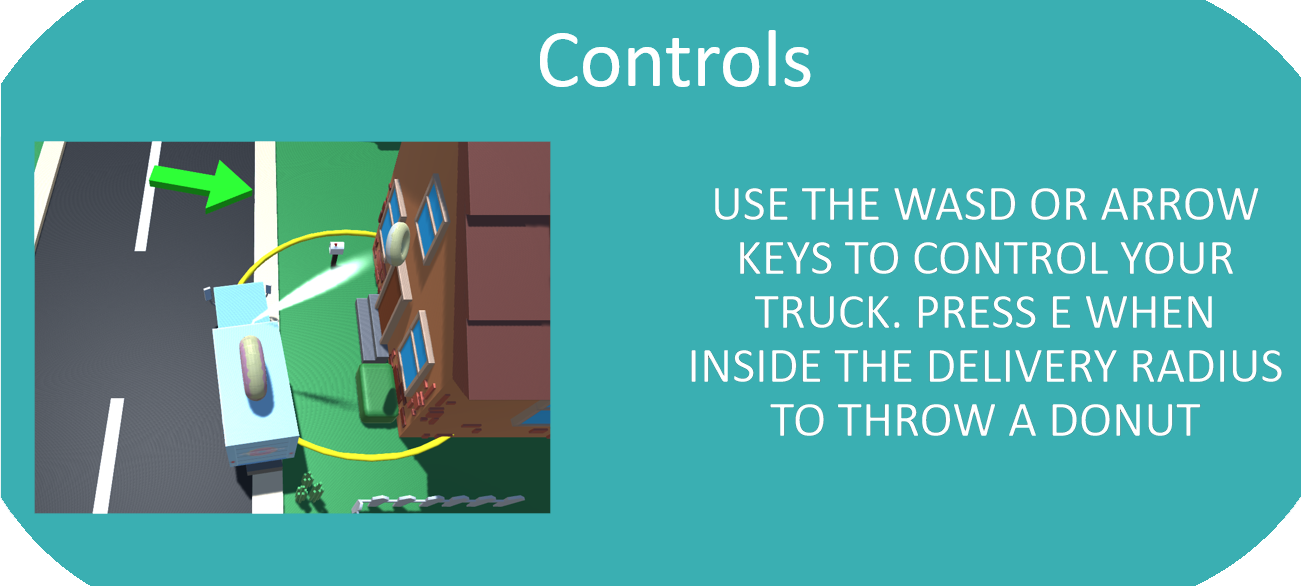 Controls
USE THE WASD OR ARROW
KEYS TO CONTROL YOUR
TRUCK. PRESS E WHEN
INSIDE THE DELIVERY RADIUS
TO THROW A DONUT